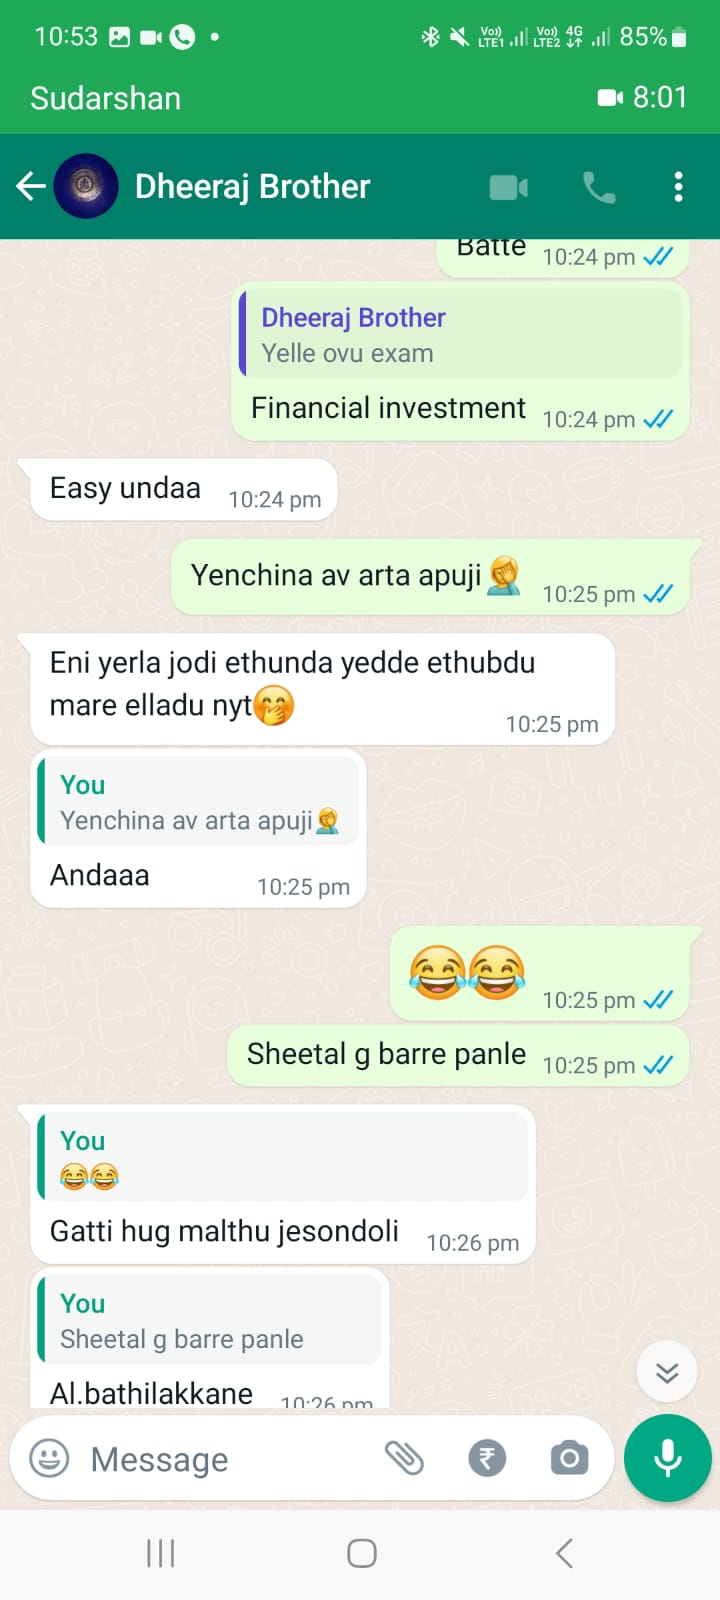 10:53
Vo)) LTE1 Vo)) LTE2 4G 85%
Sudarshan 8:01
Dheeraj Brother
Batte 10:24 pm
Dheeraj Brother
Yelle ovu exam
Financial investment 10:24 pm
Easy undaa 10:24 pm
Yenchina av arta apuji🤦 10:25 pm
Eni yerla jodi ethunda yedde ethubdu
mare elladu nyt🤭 10:25 pm
You
Yenchina av arta apuji🤦
Andaaa 10:25 pm
😂😂 10:25 pm
Sheetal g barre panle 10:25 pm
You
😂😂
Gatti hug malthu jesondoli 10:26 pm
You
Sheetal g barre panle
Al.bathilakkane 10:26 pm
Message